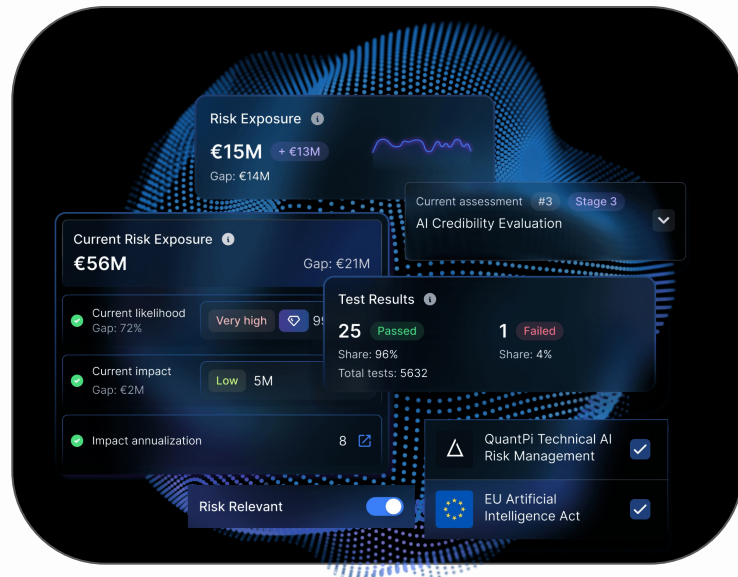 Risk Exposure
€15M + €13M
Gap: €14M
Current assessment #3 Stage 3
AI Credibility Evaluation
Current Risk Exposure
€56M Gap: €21M
Current likelihood
Gap: 72%
Very high
Current impact
Gap: €2M
Low 5M
Impact annualization 8
Test Results
25 Passed 1 Failed
Share: 96% Share: 4%
Total tests: 5632
Risk Relevant
QuantPi Technical AI
Risk Management
EU Artificial
Intelligence Act